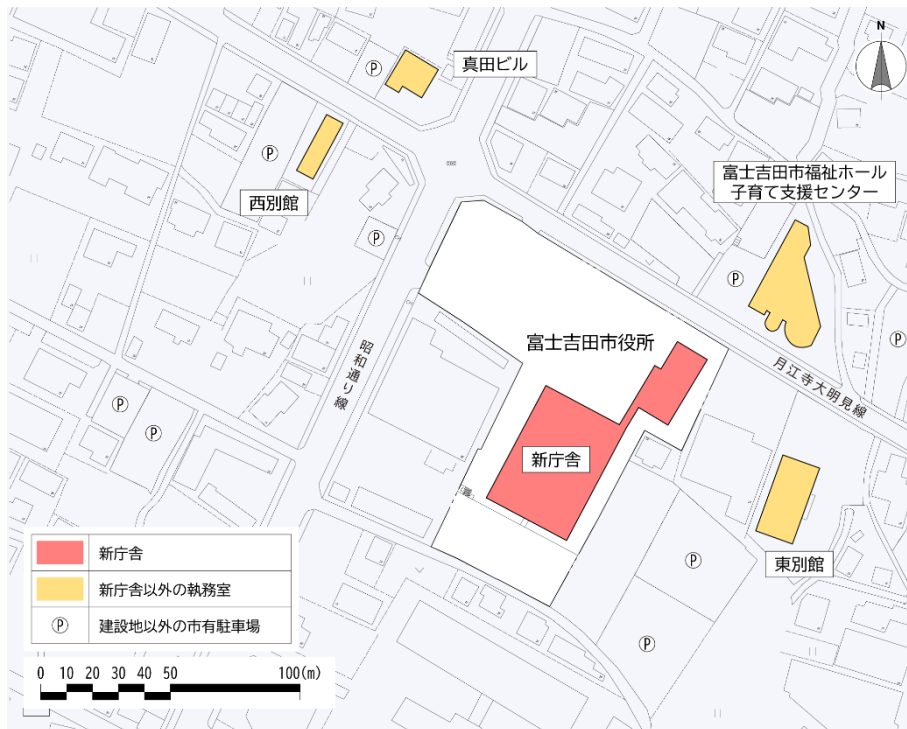 N
Ⓟ
真田ビル
Ⓟ
西別館
富士吉田市福祉ホール
子育て支援センター
Ⓟ
Ⓟ
Ⓟ
富士吉田市役所
昭和通り線
月江寺大明見線
Ⓟ
Ⓟ
新庁舎
Ⓟ
東別館
Ⓟ
新庁舎
新庁舎以外の執務室
Ⓟ 建設地以外の市有駐車場
0 10 20 30 40 50 100(m)